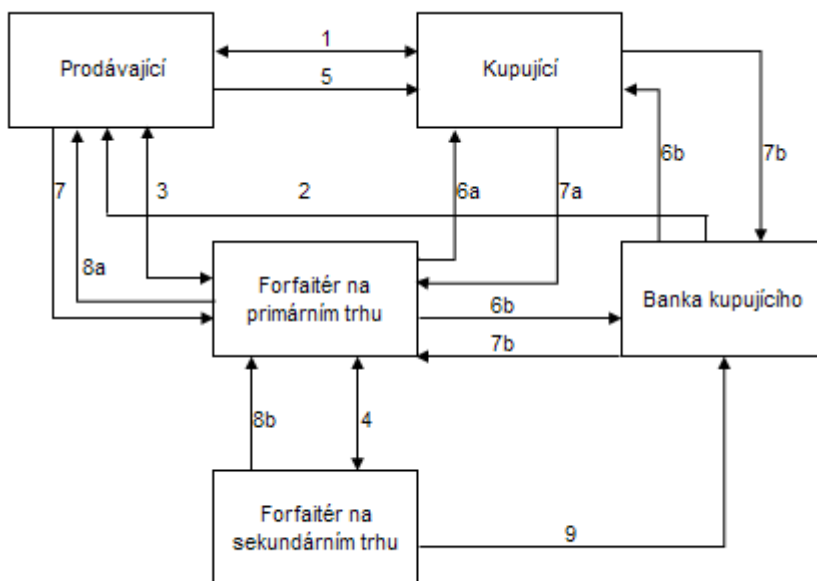 Prodávající
1
5
Kupující
7
3
2
6a
7a
6b
7b
8a
Forfaitér na
primárním trhu
6b
7b
Banka kupujícího
8b
4
Forfaitér na
sekundárním trhu
9